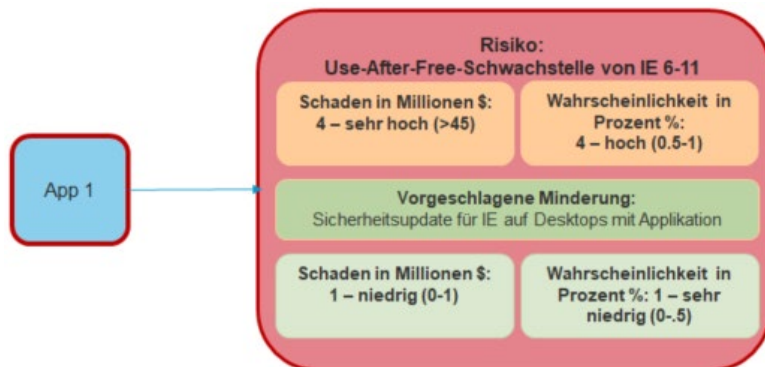 Risiko:
Use-After-Free-Schwachstelle von IE 6-11
Schaden in Millionen $:
4 – sehr hoch (>45)
Wahrscheinlichkeit in
Prozent %:
4 – hoch (0.5-1)
App 1
Vorgeschlagene Minderung:
Sicherheitsupdate für IE auf Desktops mit Applikation
Schaden in Millionen $:
1 – niedrig (0-1)
Wahrscheinlichkeit in
Prozent %: 1 – sehr
niedrig (0-.5)